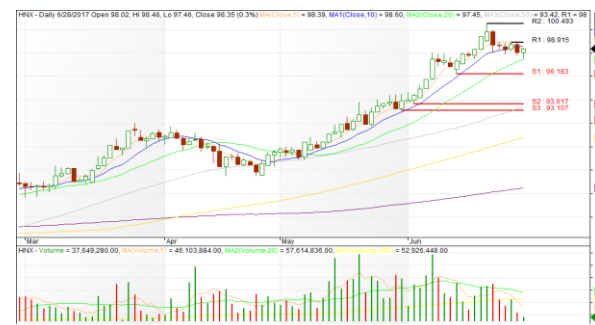 HNX - Daily 6/28/2017 Open 98.02, Hi 98.48, Lo 97.46, Close 98.35 (0.3%) MA(Close,5) = 98.39, MA1(Close,10) = 98.60, MA2(Close,20) = 97.45, MA3(Close,50) = 93.42, R1 = 98
R2 : 100.493
R1 : 98.915
S1 : 96.183
S2 : 93.617
S3 : 93.107
Mar Apr May Jun
HNX - Volume = 37,649,280.00, MA(Volume,5) = 46,103,884.00, MA2(Volume,20) = 57,614,836.00, = 52,926,448.00